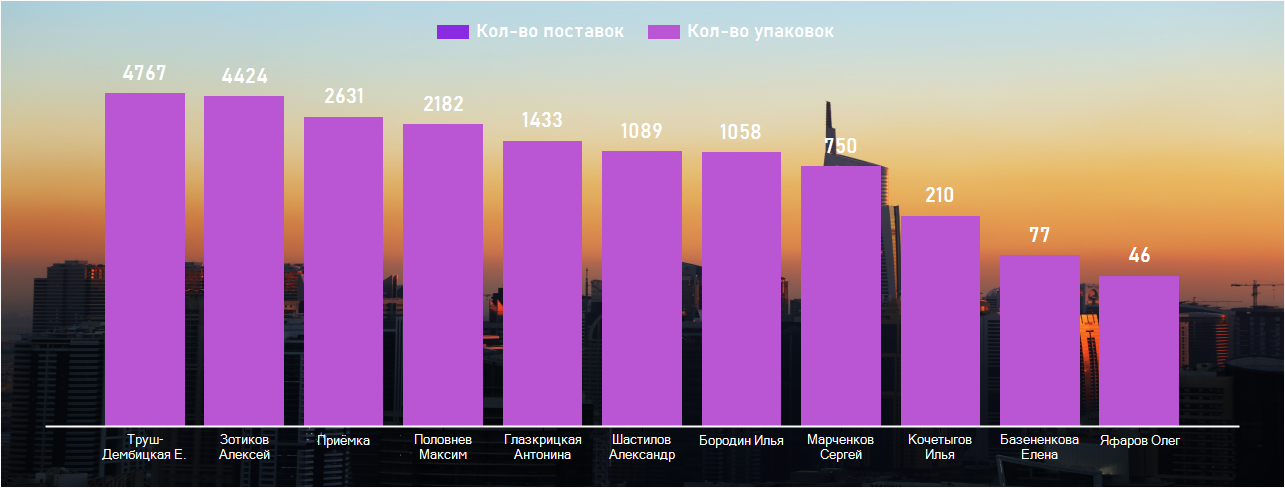 Кол-во поставок Кол-во упаковок
4767 4424 2631 2182 1433 1089 1058 750 210 77 46
Труш-Дембицкая Е.
Зотиков Алексей
Приёмка
Половнев Максим
Глазкрицкая Антонина
Шастилов Александр
Бородин Илья
Марченков Сергей
Кочетыгов Илья
Базененкова Елена
Яфаров Олег